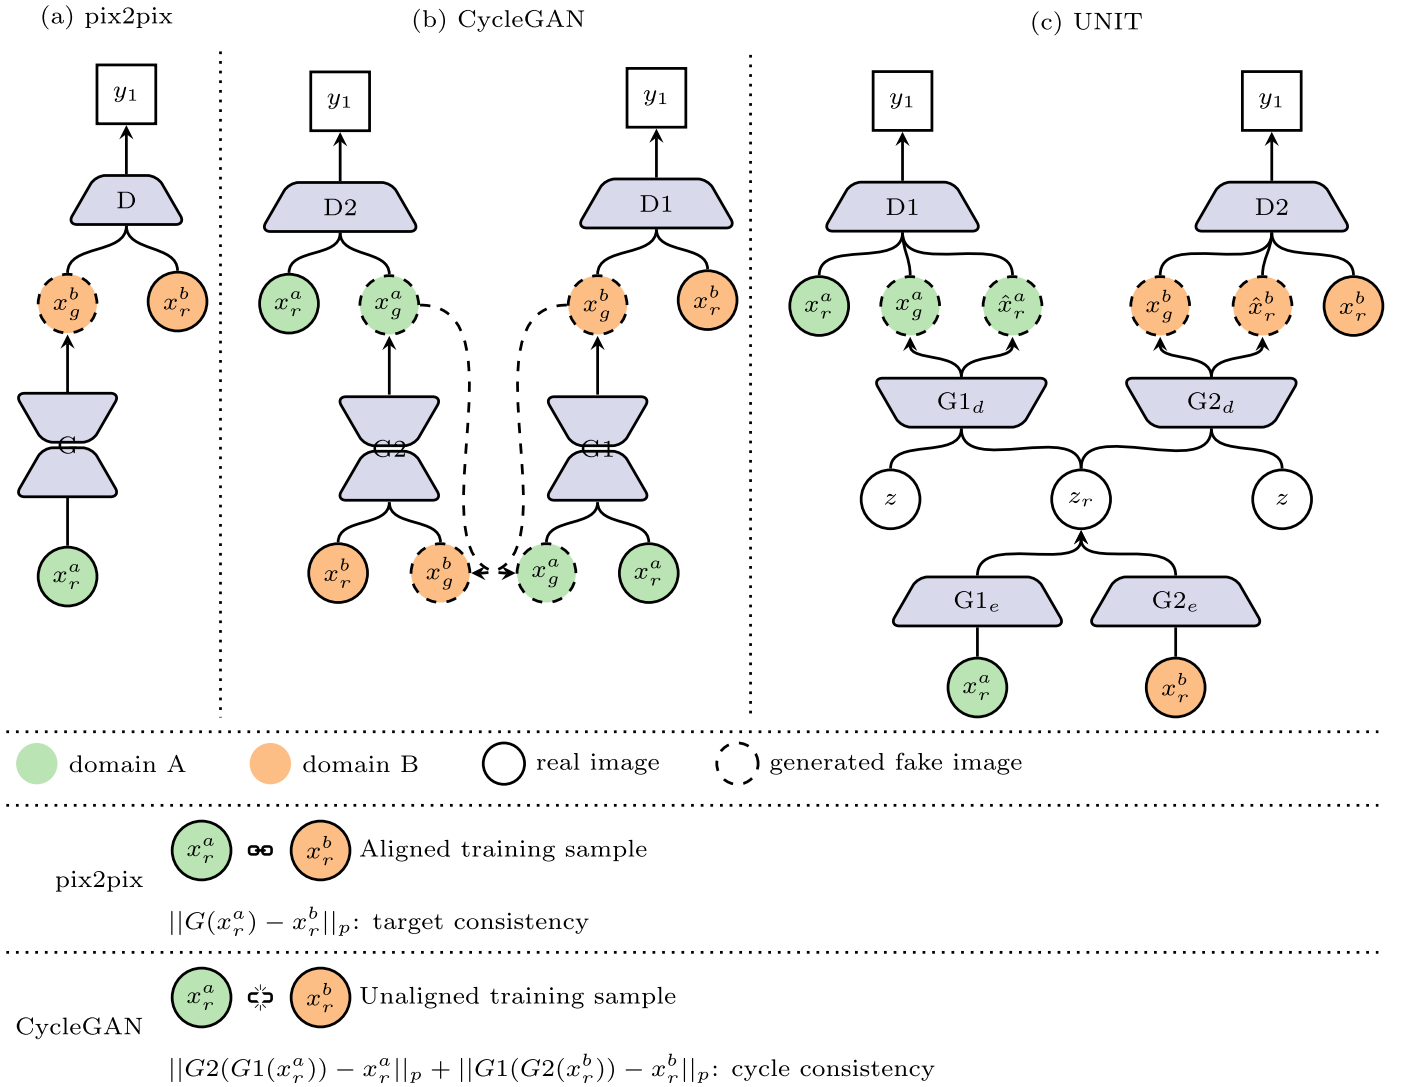 (a) pix2pix
(b) CycleGAN
(c) UNIT
y₁
D
x_g^b x_r^b
G
x_r^a
y₁ y₁
D2 D1
x_r^a x_g^a x_g^b x_r^b
G2 G1
x_r^b x_g^b x_g^a x_r^a
y₁ y₁
D1 D2
x_r^a x_g^a x̂_r^a x_g^b x̂_r^b x_r^b
G1_d G2_d
z z_r z
G1_e G2_e
x_r^a x_r^b
domain A domain B real image generated fake image
x_r^a x_r^b Aligned training sample
pix2pix
||G(x_r^a) − x_r^b||_p: target consistency
x_r^a x_r^b Unaligned training sample
CycleGAN
||G2(G1(x_r^a)) − x_r^a||_p + ||G1(G2(x_r^b)) − x_r^b||_p: cycle consistency